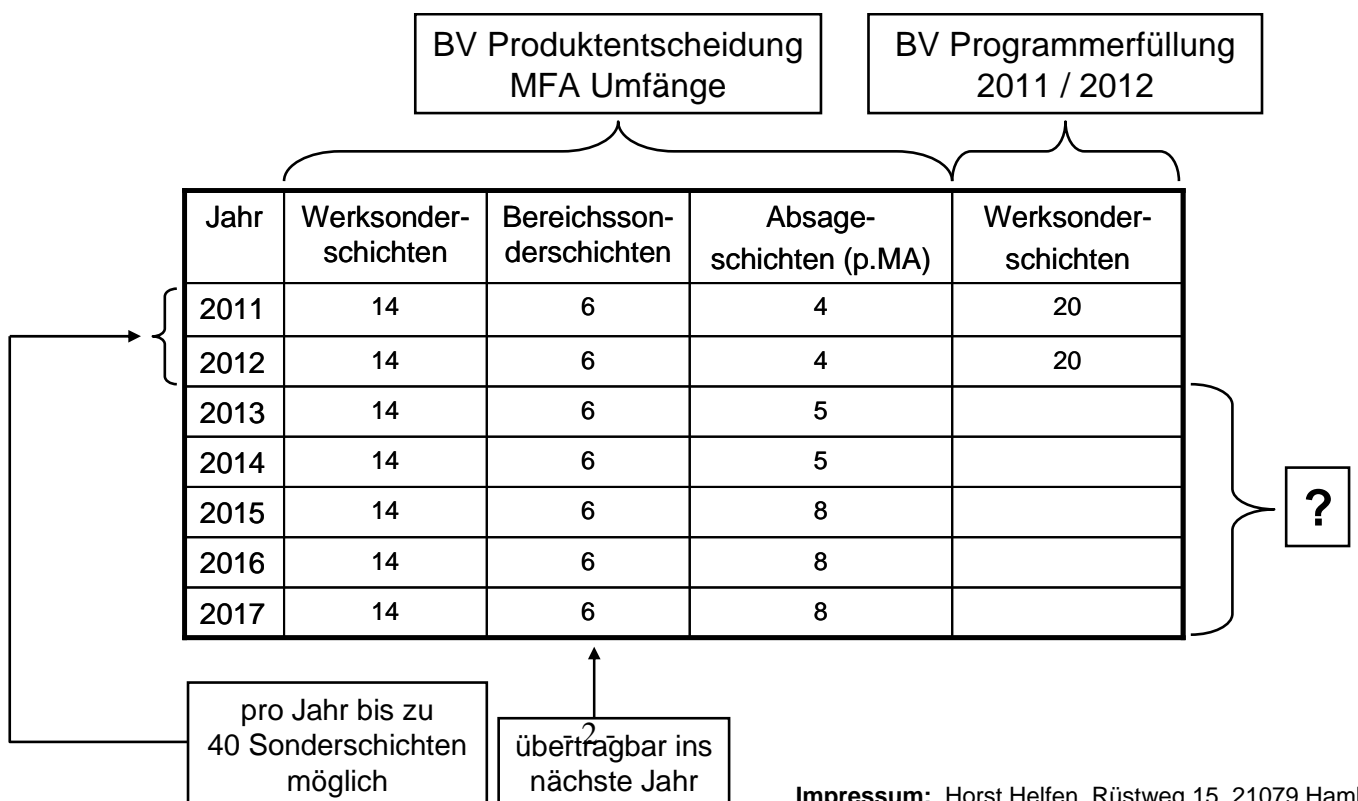 BV Produktentscheidung
MFA Umfänge
BV Programmerfüllung
2011 / 2012
Jahr Werksonder- Bereichsson- Absage- Werksonder-
schichten derschichten schichten (p.MA) schichten
2011 14 6 4 20
2012 14 6 4 20
2013 14 6 5
2014 14 6 5
2015 14 6 8
2016 14 6 8
2017 14 6 8
?
pro Jahr bis zu
40 Sonderschichten
möglich
- 2 -
übertragbar ins
nächste Jahr
Impressum: Horst Helfen, Rüstweg 15, 21079